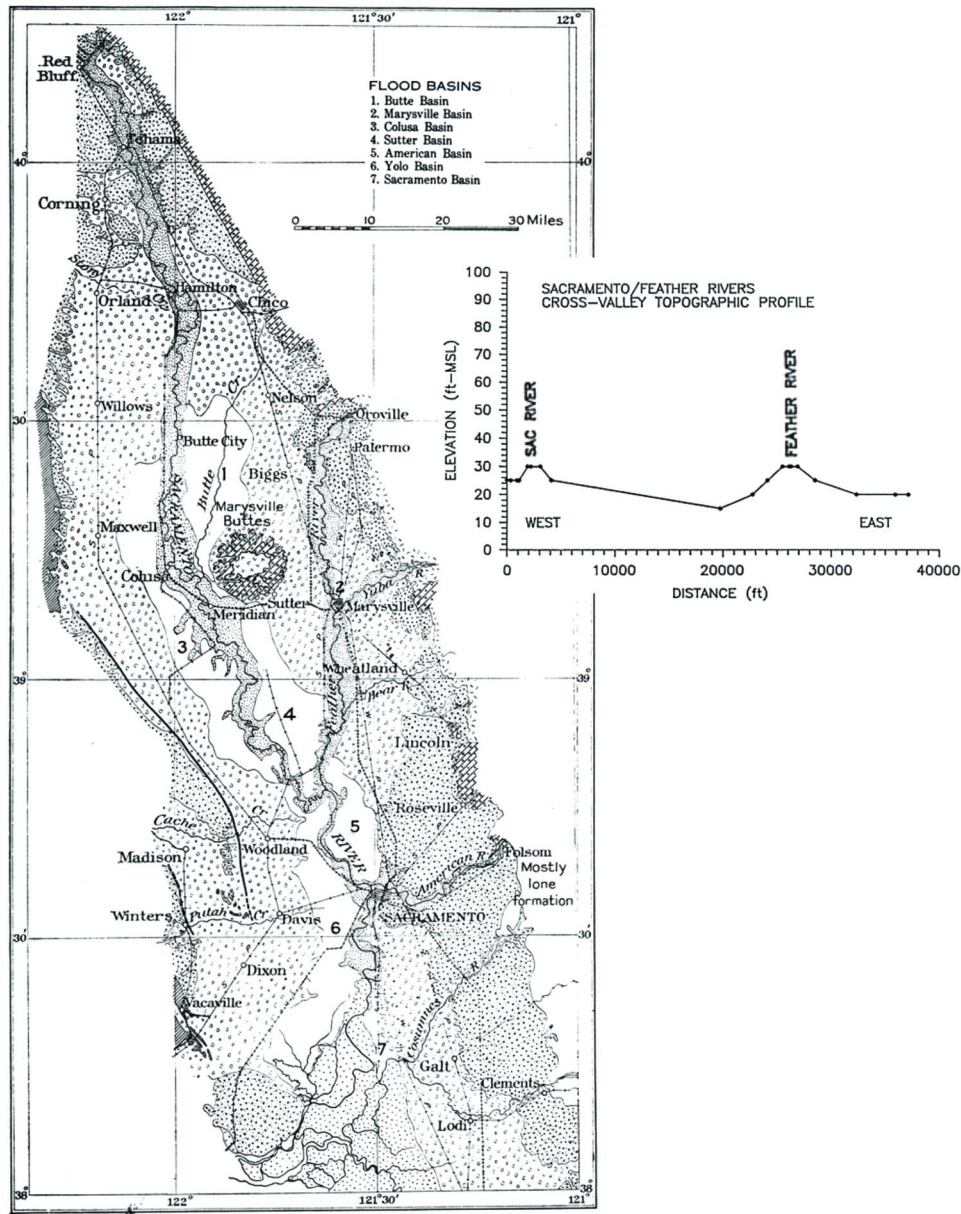 122°
121°30'
121°
Red
Bluff
FLOOD BASINS
1. Butte Basin
2. Marysville Basin
3. Colusa Basin
4. Sutter Basin
5. American Basin
6. Yolo Basin
7. Sacramento Basin
Tehama
40°
40°
Corning
0 10 20 30 Miles
Stony
Orland
Hamilton
Chico
100
90
80
70
60
50
40
30
20
10
0
ELEVATION (ft-MSL)
SACRAMENTO/FEATHER RIVERS
CROSS-VALLEY TOPOGRAPHIC PROFILE
SAC RIVER
FEATHER RIVER
WEST
EAST
0 10000 20000 30000 40000
DISTANCE (ft)
Cr.
Nelson
Willows
Oroville
30'
30
Butte City
Palermo
1
Biggs
Butte
SACRAMENTO
River
Marysville
Buttes
Maxwell
Colusa
2
Yuba R.
Sutter
Marysville
Meridian
3
Wheatland
39°
39°
Feather
Bear R.
4
Lincoln
Roseville
Cr.
5
Cache
RIVER
Woodland
Folsom
Madison
American R.
Mostly
Ione
formation
Winters
Putah Cr.
Davis
SACRAMENTO
6
30'
30
Dixon
Vacaville
Cosumnes R.
7
Galt
Clements
Lodi
38°
38°
122°
121°30'
121°